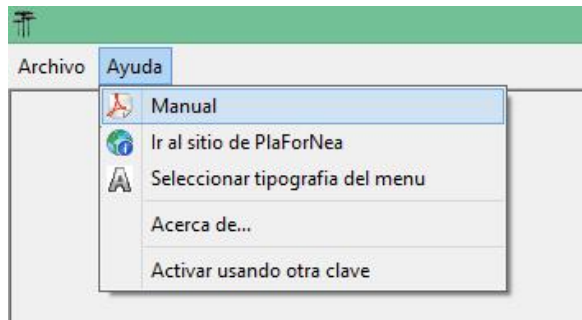 Archivo Ayuda
Manual
Ir al sitio de PlaForNea
Seleccionar tipografia del menu
Acerca de...
Activar usando otra clave